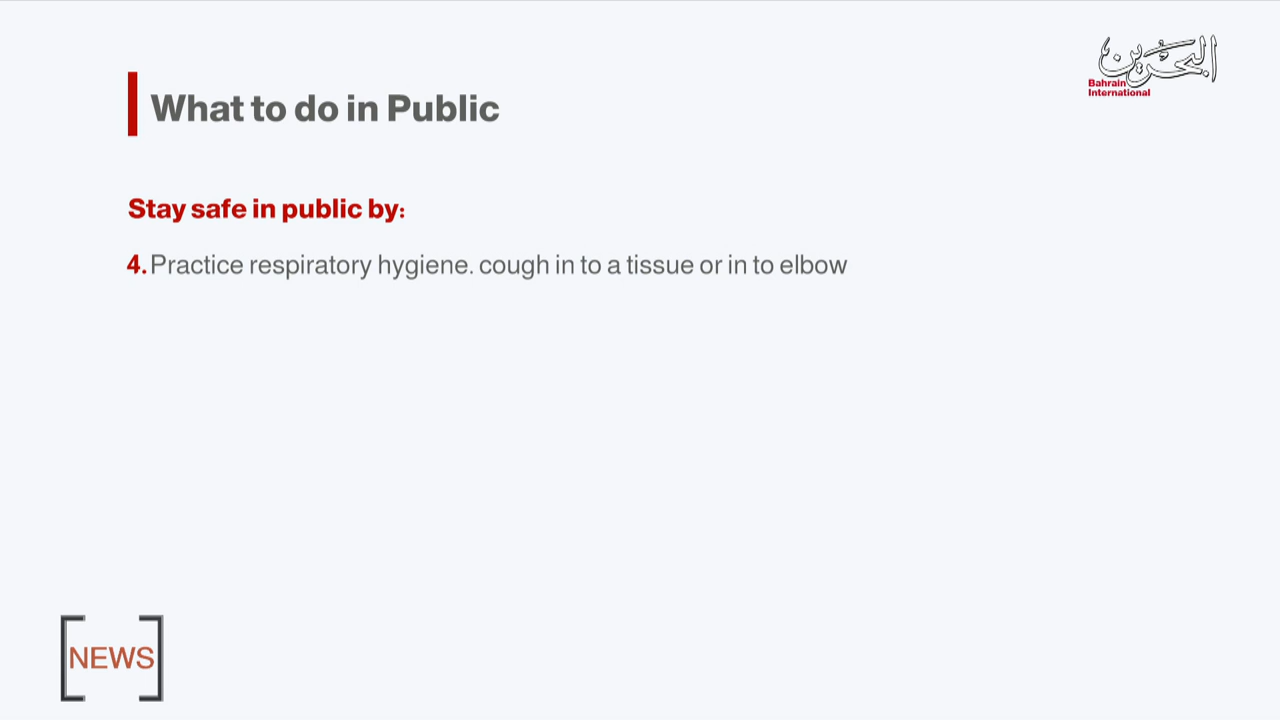 البحرين
Bahrain
International
What to do in Public
Stay safe in public by:
4. Practice respiratory hygiene. cough in to a tissue or in to elbow
NEWS